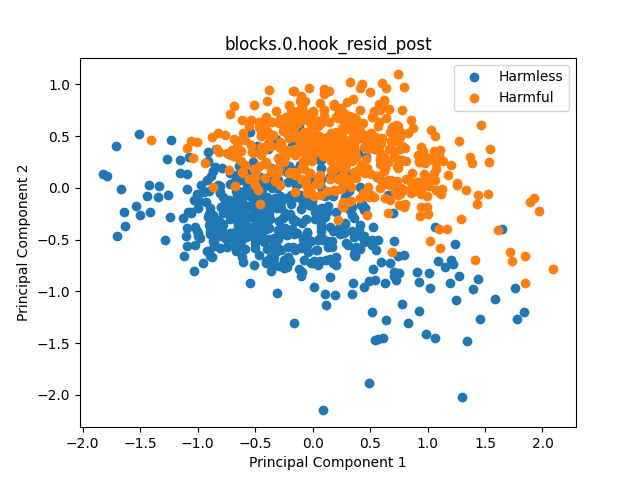 blocks.0.hook_resid_post
Harmless
Harmful
1.0
0.5
0.0
−0.5
−1.0
−1.5
−2.0
Principal Component 2
−2.0 −1.5 −1.0 −0.5 0.0 0.5 1.0 1.5 2.0
Principal Component 1